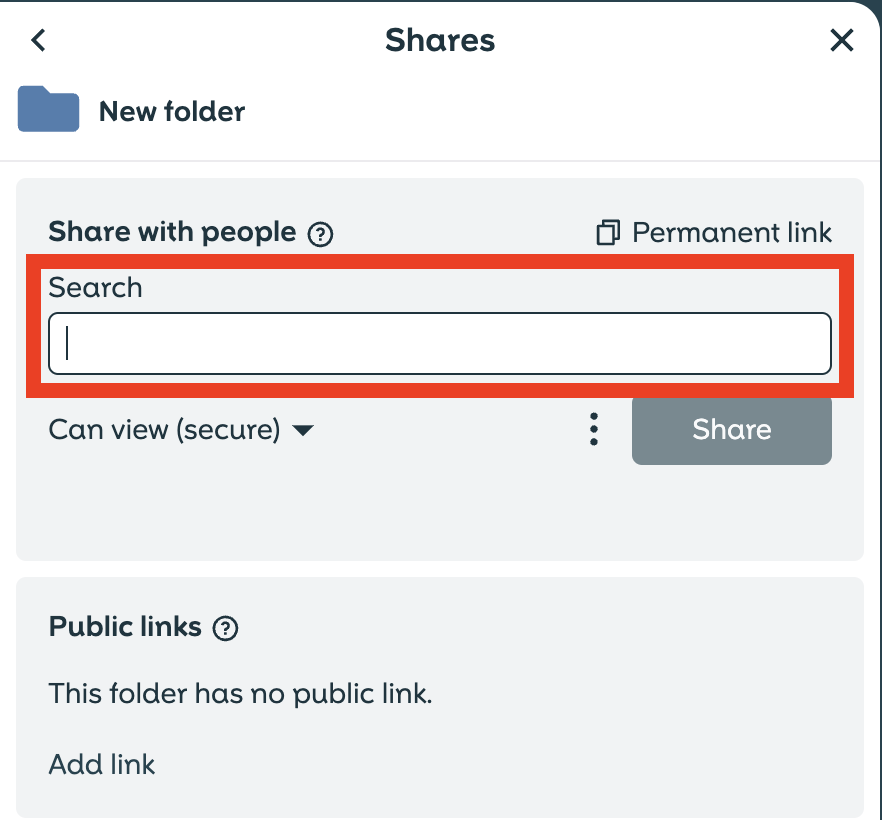 Shares
New folder
Share with people
Permanent link
Search
Can view (secure)
Share
Public links
This folder has no public link.
Add link